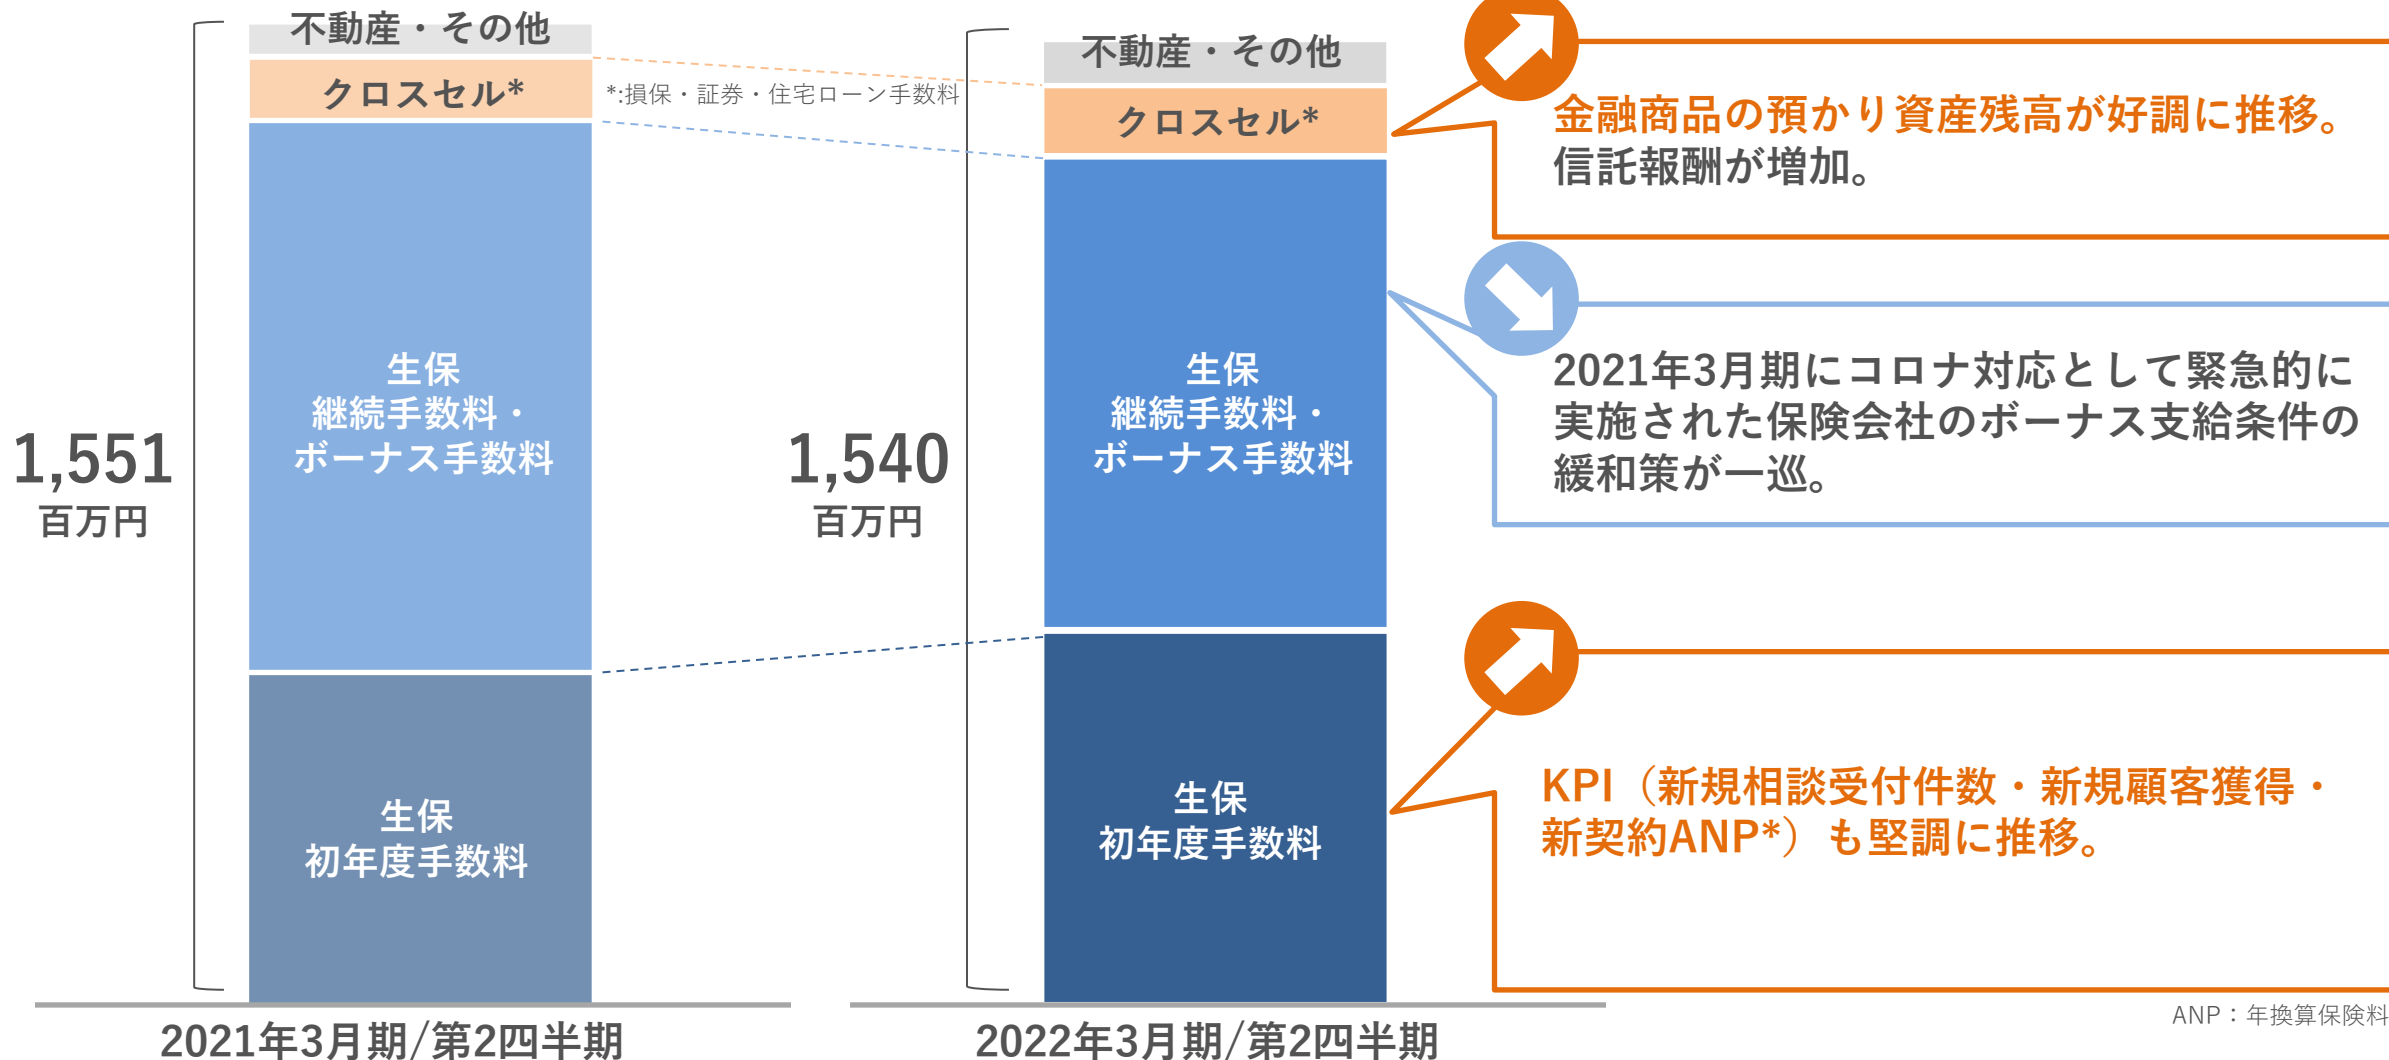 不動産・その他
クロスセル*
*:損保・証券・住宅ローン手数料
生保
継続手数料・
ボーナス手数料
1,551
百万円
生保
初年度手数料
2021年3月期/第2四半期
不動産・その他
クロスセル*
生保
継続手数料・
ボーナス手数料
1,540
百万円
生保
初年度手数料
2022年3月期/第2四半期
金融商品の預かり資産残高が好調に推移。
信託報酬が増加。
2021年3月期にコロナ対応として緊急的に
実施された保険会社のボーナス支給条件の
緩和策が一巡。
KPI（新規相談受付件数・新規顧客獲得・
新契約ANP*）も堅調に推移。
ANP：年換算保険料